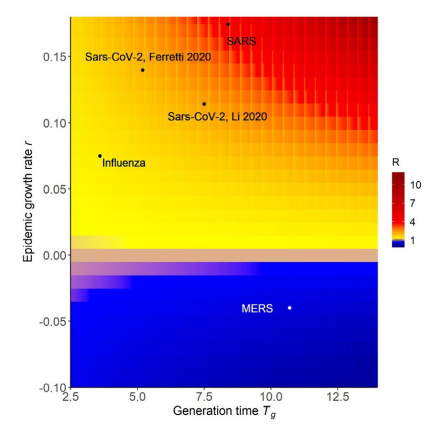 0.15
0.10
0.05
0.00
-0.05
-0.10
Epidemic growth rate r
SARS
Sars-CoV-2, Ferretti 2020
Sars-CoV-2, Li 2020
Influenza
MERS
R
10
7
4
1
2.5 5.0 7.5 10.0 12.5
Generation time Tg